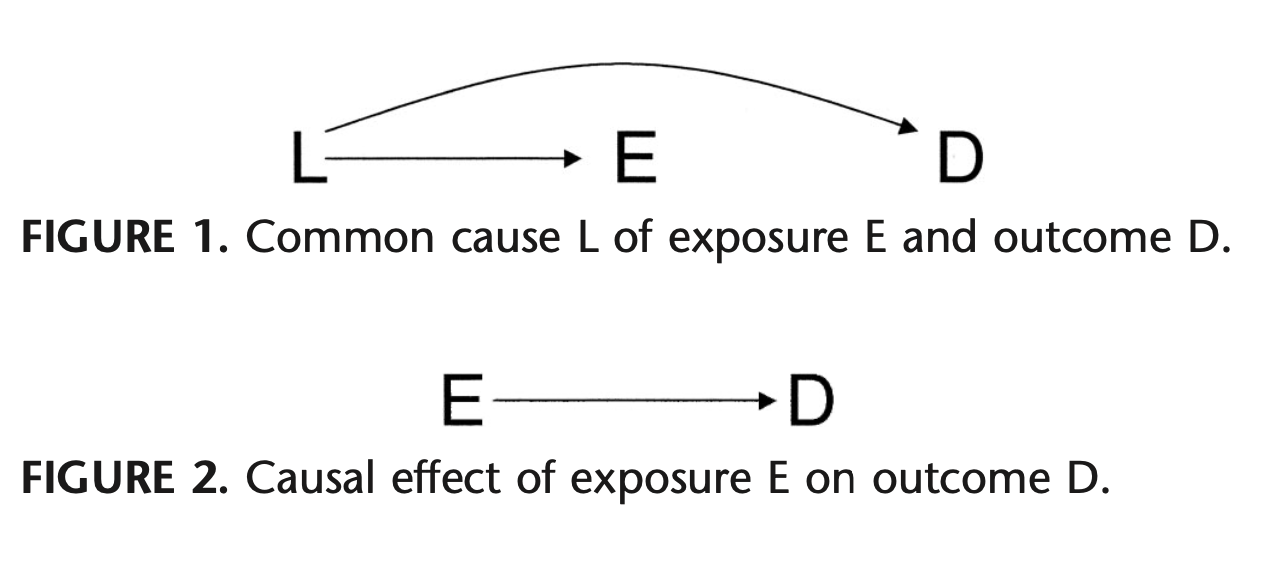 L E D
FIGURE 1. Common cause L of exposure E and outcome D.
E D
FIGURE 2. Causal effect of exposure E on outcome D.